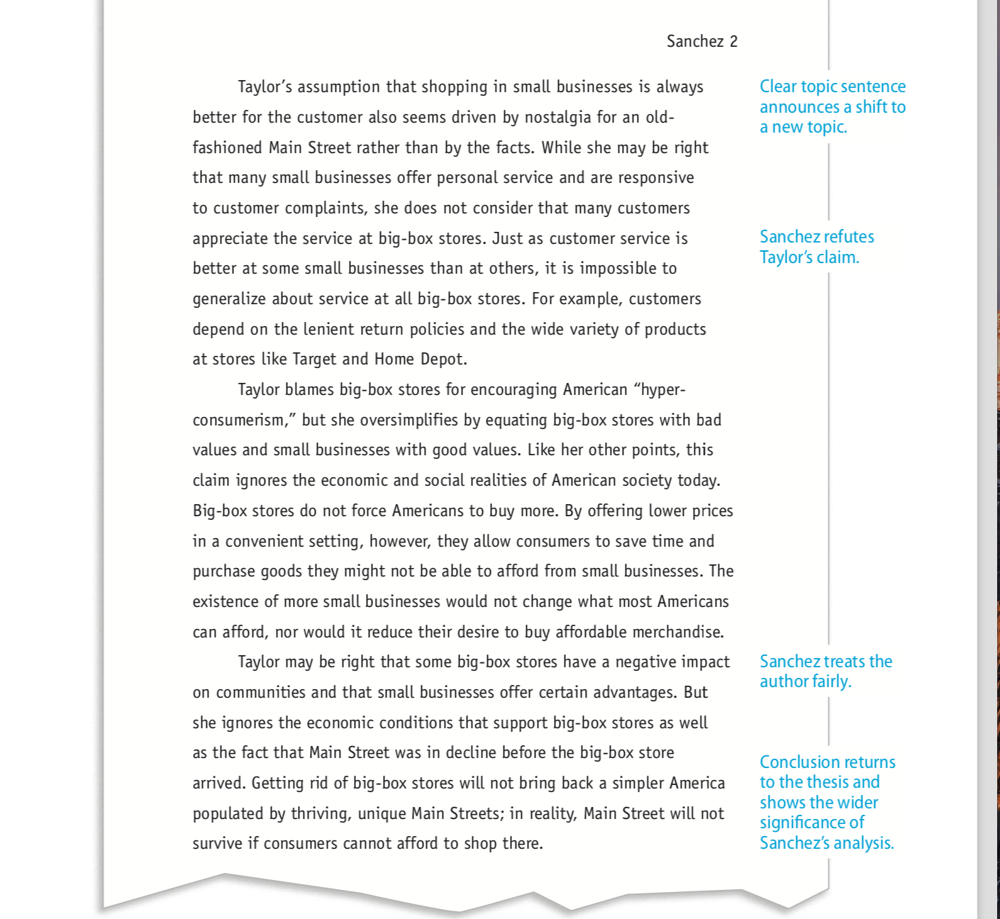 Sanchez 2
Taylor’s assumption that shopping in small businesses is always
better for the customer also seems driven by nostalgia for an old-
fashioned Main Street rather than by the facts. While she may be right
that many small businesses offer personal service and are responsive
to customer complaints, she does not consider that many customers
appreciate the service at big-box stores. Just as customer service is
better at some small businesses than at others, it is impossible to
generalize about service at all big-box stores. For example, customers
depend on the lenient return policies and the wide variety of products
at stores like Target and Home Depot.
Taylor blames big-box stores for encouraging American “hyper-
consumerism,” but she oversimplifies by equating big-box stores with bad
values and small businesses with good values. Like her other points, this
claim ignores the economic and social realities of American society today.
Big-box stores do not force Americans to buy more. By offering lower prices
in a convenient setting, however, they allow consumers to save time and
purchase goods they might not be able to afford from small businesses. The
existence of more small businesses would not change what most Americans
can afford, nor would it reduce their desire to buy affordable merchandise.
Taylor may be right that some big-box stores have a negative impact
on communities and that small businesses offer certain advantages. But
she ignores the economic conditions that support big-box stores as well
as the fact that Main Street was in decline before the big-box store
arrived. Getting rid of big-box stores will not bring back a simpler America
populated by thriving, unique Main Streets; in reality, Main Street will not
survive if consumers cannot afford to shop there.
Clear topic sentence
announces a shift to
a new topic.
Sanchez refutes
Taylor’s claim.
Sanchez treats the
author fairly.
Conclusion returns
to the thesis and
shows the wider
significance of
Sanchez’s analysis.